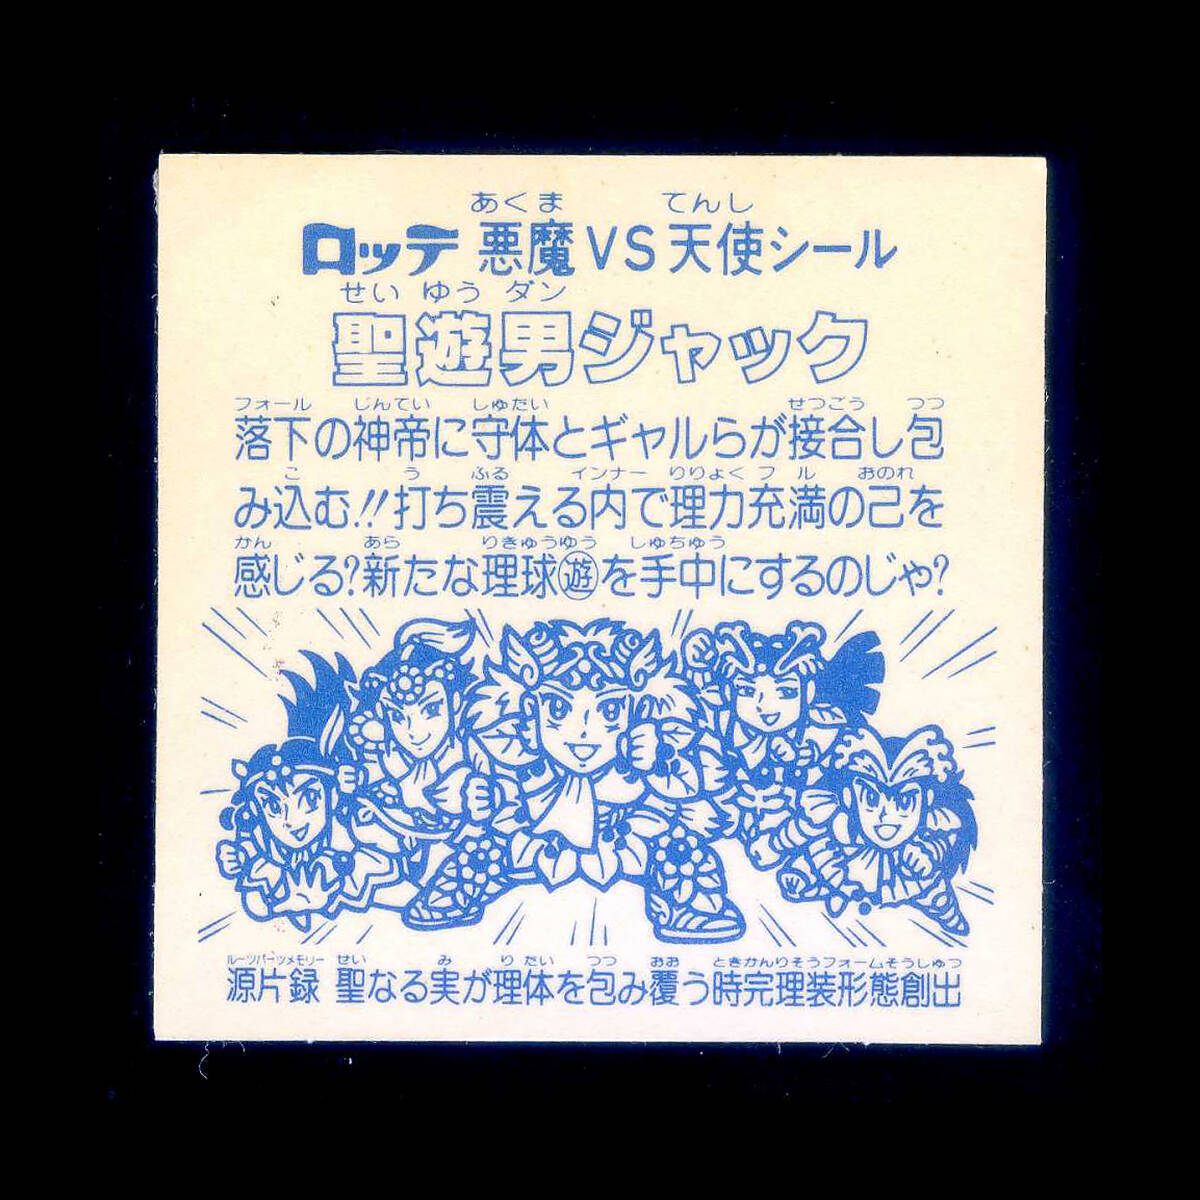 あくま てんし
ロッテ 悪魔VS天使シール
せい ゆう ダン
聖遊男ジャック
フォール じんてい しゅたい せつごう つつ
落下の神帝に守体とギャルらが接合し包
こ う ふる インナー りりょく フル おのれ
み込む!!打ち震える内で理力充満の己を
かん あら りきゅうゆう しゅちゅう
感じる?新たな理球遊を手中にするのじゃ?
ルーツパーツメモリー せい み り たい つつ おお ときかんりそうフォームそうしゅつ
源片録 聖なる実が理体を包み覆う時完理装形態創出